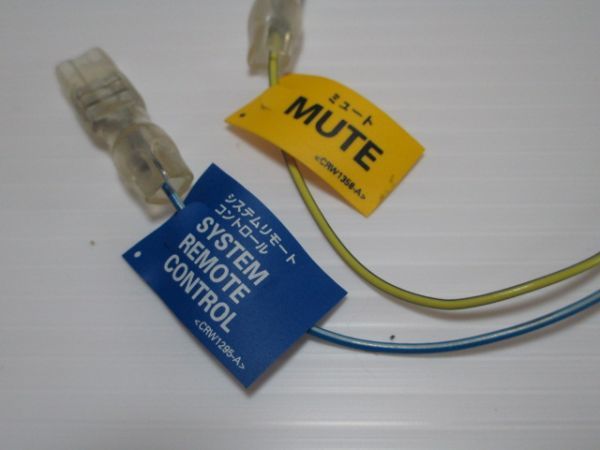 ミュート
MUTE
<CRW1358-A>
システムリモート
コントロール
SYSTEM
REMOTE
CONTROL
<CRW1295-A>